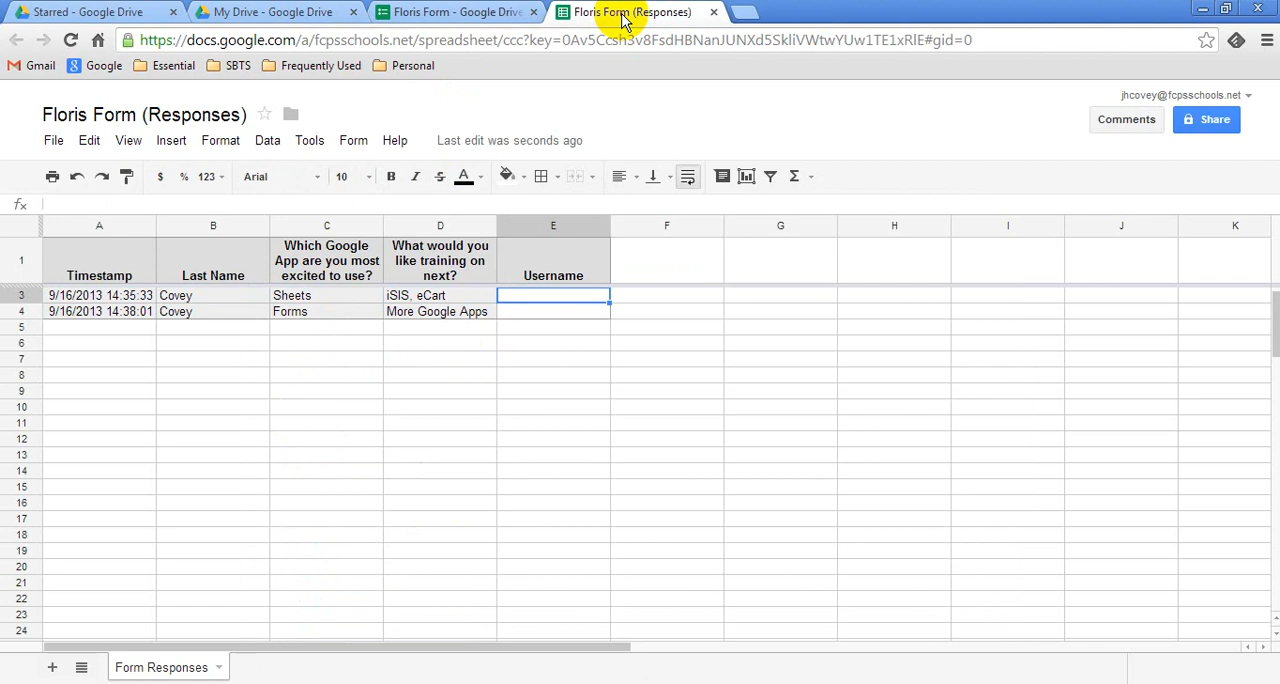 Starred - Google Drive × My Drive - Google Drive × Floris Form - Google Drive × Floris Form (Responses) ×
https://docs.google.com/a/fcpsschools.net/spreadsheet/ccc?key=0Av5Ccsh3v8FsdHBNanJUNXd5SkliVWtwYUw1TE1xRlE#gid=0
Gmail Google Essential SBTS Frequently Used Personal
jhcovey@fcpsschools.net
Floris Form (Responses) Comments Share
File Edit View Insert Format Data Tools Form Help Last edit was seconds ago
$ % 123 Arial 10 B I S A Σ
fx
A B C D E F G H I J K
1 Timestamp Last Name Which Google App are you most excited to use? What would you like training on next? Username
3 9/16/2013 14:35:33 Covey Sheets iSIS, eCart
4 9/16/2013 14:38:01 Covey Forms More Google Apps
5
6
7
8
9
10
11
12
13
14
15
16
17
18
19
20
21
22
23
24
+ Form Responses